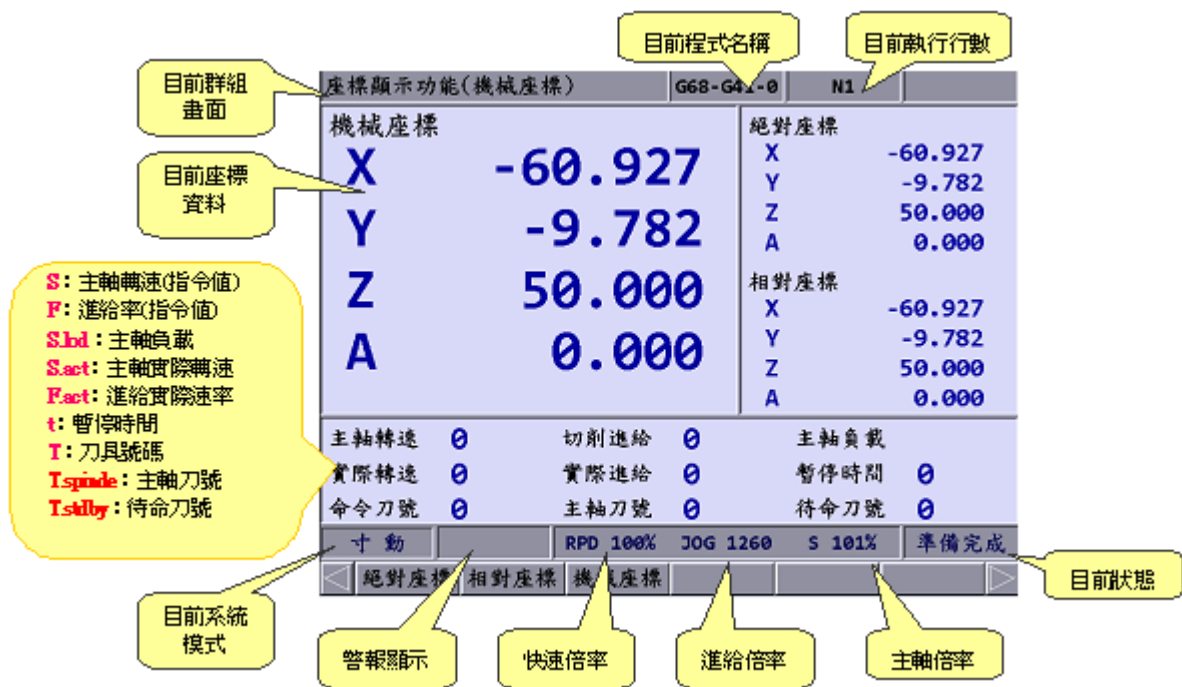 目前程式名稱
目前執行行數
目前群組
畫面
座標顯示功能(機械座標)
G68-G41-0
N1
機械座標
X -60.927
Y -9.782
Z 50.000
A 0.000
絕對座標
X -60.927
Y -9.782
Z 50.000
A 0.000
相對座標
X -60.927
Y -9.782
Z 50.000
A 0.000
目前座標
資料
S：主軸轉速(指令值)
F：進給率(指令值)
S.lod：主軸負載
S.act：主軸實際轉速
F.act：進給實際速率
t：暫停時間
T：刀具號碼
T.spinde：主軸刀號
T.stdby：待命刀號
主軸轉速 0 切削進給 0 主軸負載
實際轉速 0 實際進給 0 暫停時間 0
命令刀號 0 主軸刀號 0 待命刀號 0
寸動 RPD 100% JOG 1260 S 101% 準備完成
絕對座標 相對座標 機械座標
目前系統
模式
警報顯示
快速倍率
進給倍率
主軸倍率
目前狀態